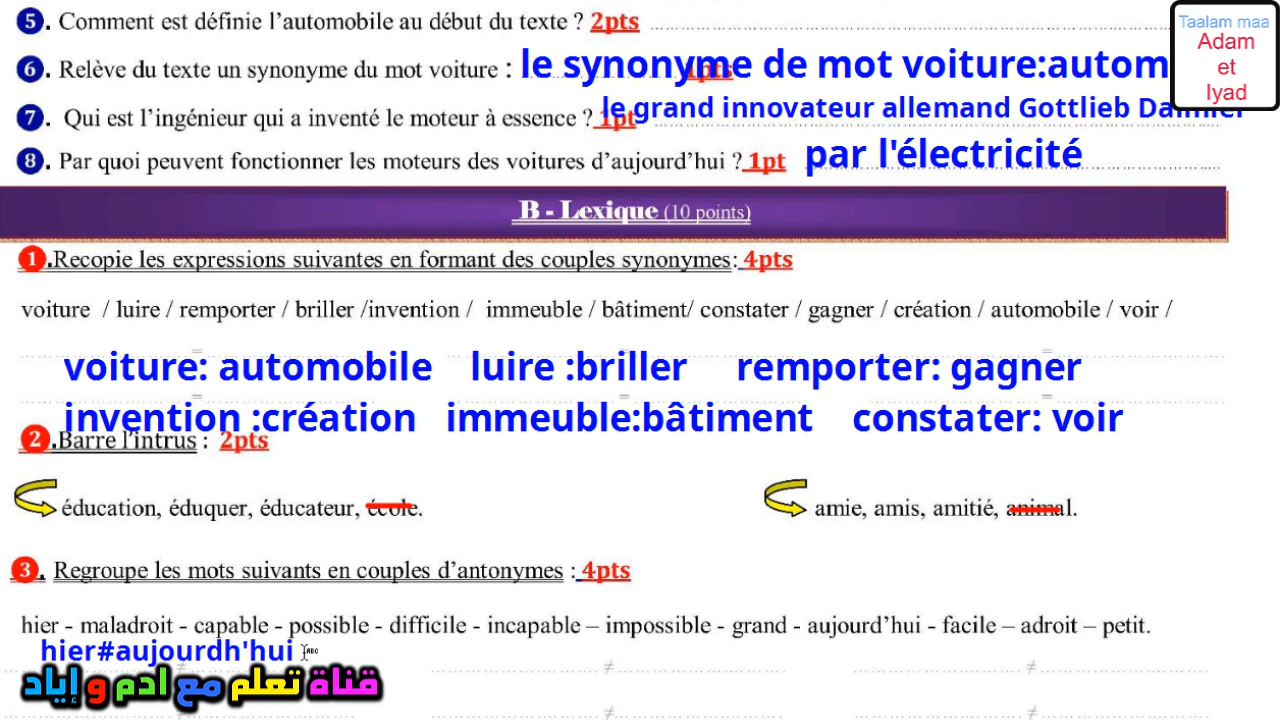 5. Comment est définie l'automobile au début du texte ? 2pts
Taalam maa
Adam
et
Iyad
6. Relève du texte un synonyme du mot voiture : le synonyme de mot voiture:autom
7. Qui est l'ingénieur qui a inventé le moteur à essence ? 1pt le grand innovateur allemand Gottlieb Daimler
8. Par quoi peuvent fonctionner les moteurs des voitures d'aujourd'hui ? 1pt par l'électricité
B - Lexique (10 points)
1.Recopie les expressions suivantes en formant des couples synonymes: 4pts
voiture / luire / remporter / briller /invention / immeuble / bâtiment/ constater / gagner / création / automobile / voir /
= = =
voiture: automobile luire :briller remporter: gagner
= = =
invention :création immeuble:bâtiment constater: voir
2.Barre l'intrus : 2pts
éducation, éduquer, éducateur, école. amie, amis, amitié, animal.
3. Regroupe les mots suivants en couples d'antonymes : 4pts
hier - maladroit - capable - possible - difficile - incapable – impossible - grand - aujourd'hui - facile – adroit – petit.
hier#aujourdh'hui
≠ ≠ ≠
قناة تعلم مع ادم و إياد
≠ ≠ ≠